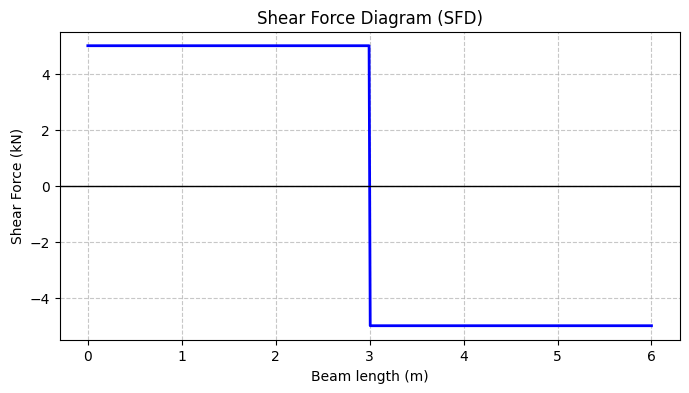 Shear Force Diagram (SFD)
Shear Force (kN)
4
2
0
−2
−4
0 1 2 3 4 5 6
Beam length (m)